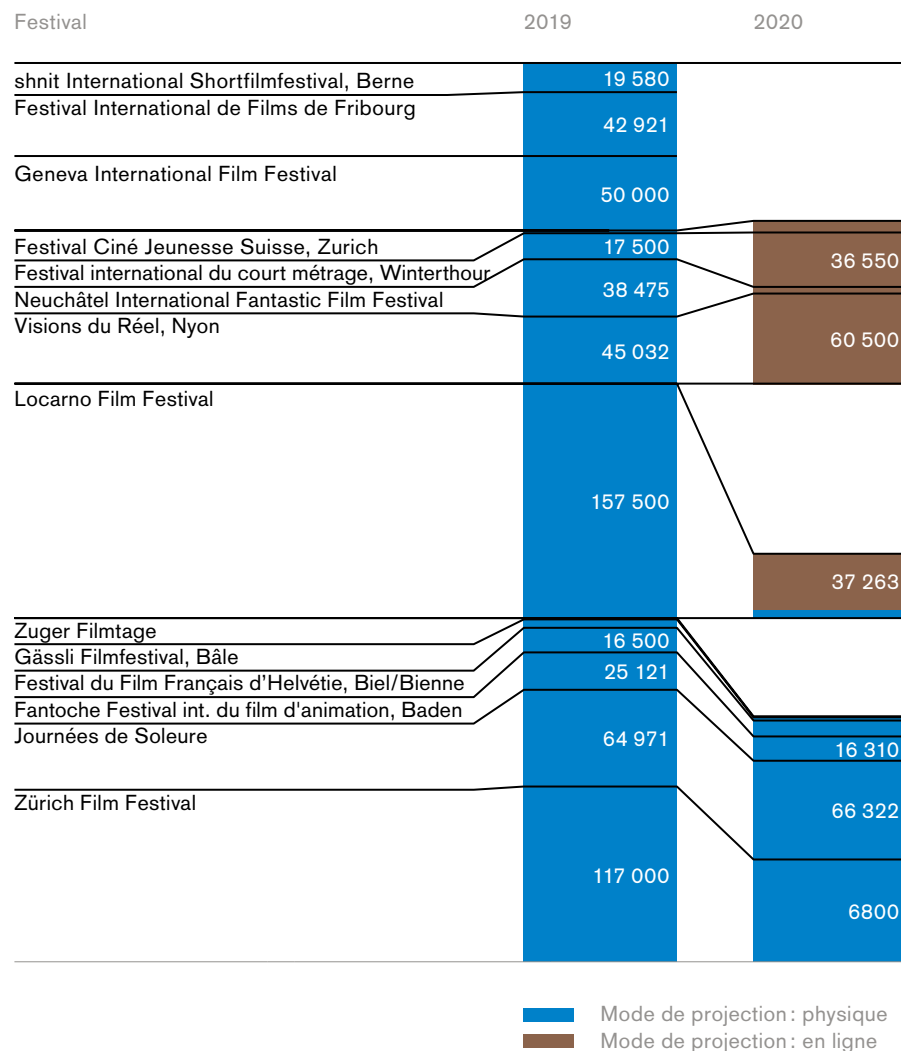 Festival 2019 2020
shnit International Shortfilmfestival, Berne 19 580
Festival International de Films de Fribourg 42 921
Geneva International Film Festival 50 000
Festival Ciné Jeunesse Suisse, Zurich 17 500
Festival international du court métrage, Winterthour 36 550
Neuchâtel International Fantastic Film Festival 38 475
Visions du Réel, Nyon 45 032 60 500
Locarno Film Festival
157 500
37 263
Zuger Filmtage
Gässli Filmfestival, Bâle 16 500
Festival du Film Français d’Helvétie, Biel/Bienne 25 121
Fantoche Festival int. du film d'animation, Baden
Journées de Soleure 64 971 16 310
Zürich Film Festival 66 322
117 000
6800
Mode de projection : physique
Mode de projection : en ligne